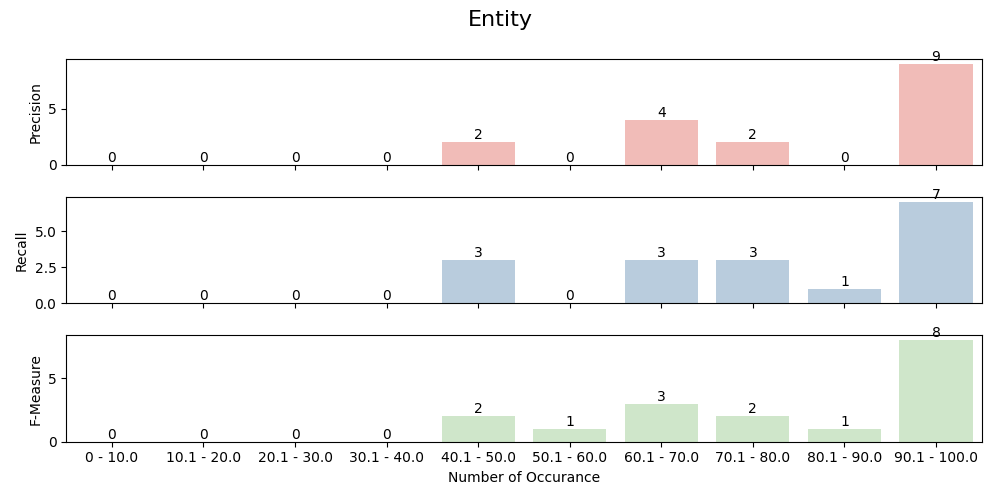 Entity
Precision
5
0
0 0 0 0 2 0 4 2 0 9
Recall
5.0
2.5
0.0
0 0 0 0 3 0 3 3 1 7
F-Measure
5
0
0 0 0 0 2 1 3 2 1 8
0 - 10.0 10.1 - 20.0 20.1 - 30.0 30.1 - 40.0 40.1 - 50.0 50.1 - 60.0 60.1 - 70.0 70.1 - 80.0 80.1 - 90.0 90.1 - 100.0
Number of Occurance